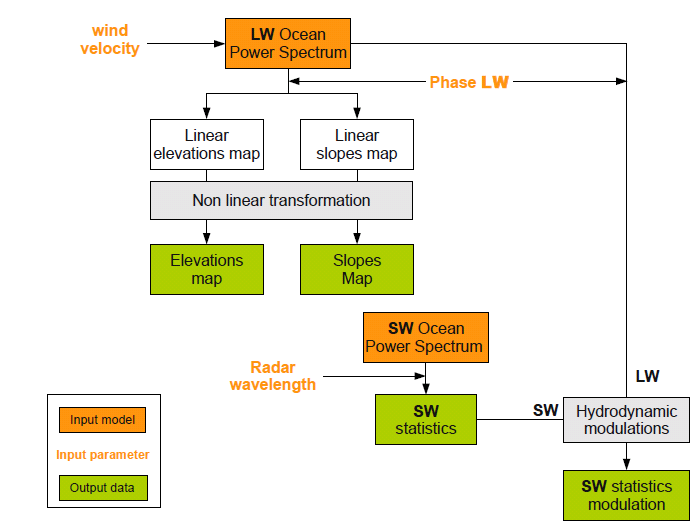 wind
velocity
LW Ocean
Power Spectrum
Phase LW
Linear
elevations map
Linear
slopes map
Non linear transformation
Elevations
map
Slopes
Map
SW Ocean
Power Spectrum
Radar
wavelength
LW
SW
statistics
SW
Hydrodynamic
modulations
Input model
Input parameter
Output data
SW statistics
modulation